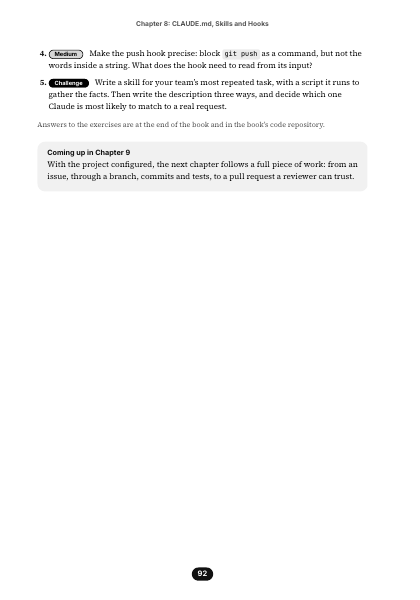 Chapter 8: CLAUDE.md, Skills and Hooks
4. Medium Make the push hook precise: block git push as a command, but not the
words inside a string. What does the hook need to read from its input?
5. Challenge Write a skill for your team's most repeated task, with a script it runs to
gather the facts. Then write the description three ways, and decide which one
Claude is most likely to match to a real request.
Answers to the exercises are at the end of the book and in the book's code repository.
Coming up in Chapter 9
With the project configured, the next chapter follows a full piece of work: from an
issue, through a branch, commits and tests, to a pull request a reviewer can trust.
92